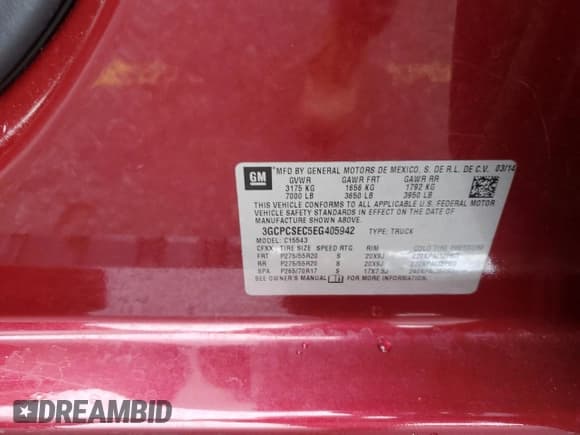 GM
MFD BY GENERAL MOTORS DE MEXICO, S. DE R.L. DE C.V. 03/14
GVWR GAWR FRT GAWR RR
3175 KG 1656 KG 1792 KG
7000 LB 3650 LB 3950 LB
THIS VEHICLE CONFORMS TO ALL APPLICABLE U.S. FEDERAL MOTOR
VEHICLE SAFETY STANDARDS IN EFFECT ON THE DATE OF
MANUFACTURE SHOWN ABOVE.
3GCPCSEC5EG405942 TYPE: TRUCK
MODEL: C15543
CFXX TIRE SIZE SPEED RTG RIM COLD TIRE PRESSURE
FRT P275/55R20 S 20X9J
RR P275/55R20 S 20X9J
SPA P265/70R17 S 17X7.5J
SEE OWNER'S MANUAL FOR MORE INFORMATION.
DREAMBID